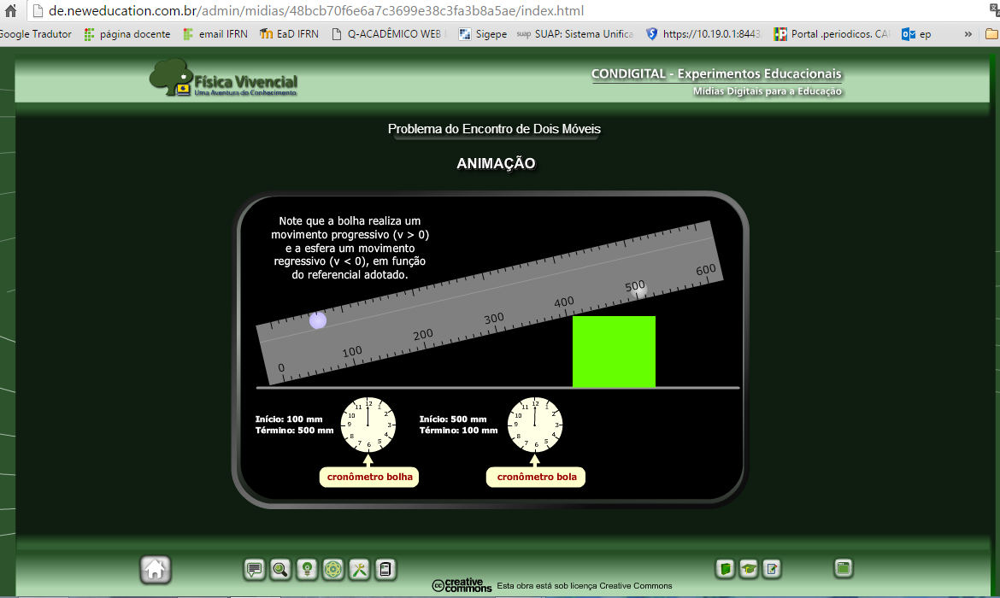 de.neweducation.com.br/admin/midias/48bcb70f6e6a7c3699e38c3fa3b8a5ae/index.html
Google Tradutor página docente email IFRN EaD IFRN Q-ACADÊMICO WEB Sigepe suap SUAP: Sistema Unifica https://10.19.0.1:8443 Portal .periodicos. CA ep »
Física Vivencial
Uma Aventura do Conhecimento
CONDIGITAL - Experimentos Educacionais
Mídias Digitais para a Educação
Problema do Encontro de Dois Móveis
ANIMAÇÃO
Note que a bolha realiza um
movimento progressivo (v > 0)
e a esfera um movimento
regressivo (v < 0), em função
do referencial adotado.
0 100 200 300 400 500 600
Início: 100 mm
Término: 500 mm
12 1 2 3 4 5 6 7 8 9 10 11
cronômetro bolha
Início: 500 mm
Término: 100 mm
12 1 2 3 4 5 6 7 8 9 10 11
cronômetro bola
cc creative commons Esta obra está sob licença Creative Commons